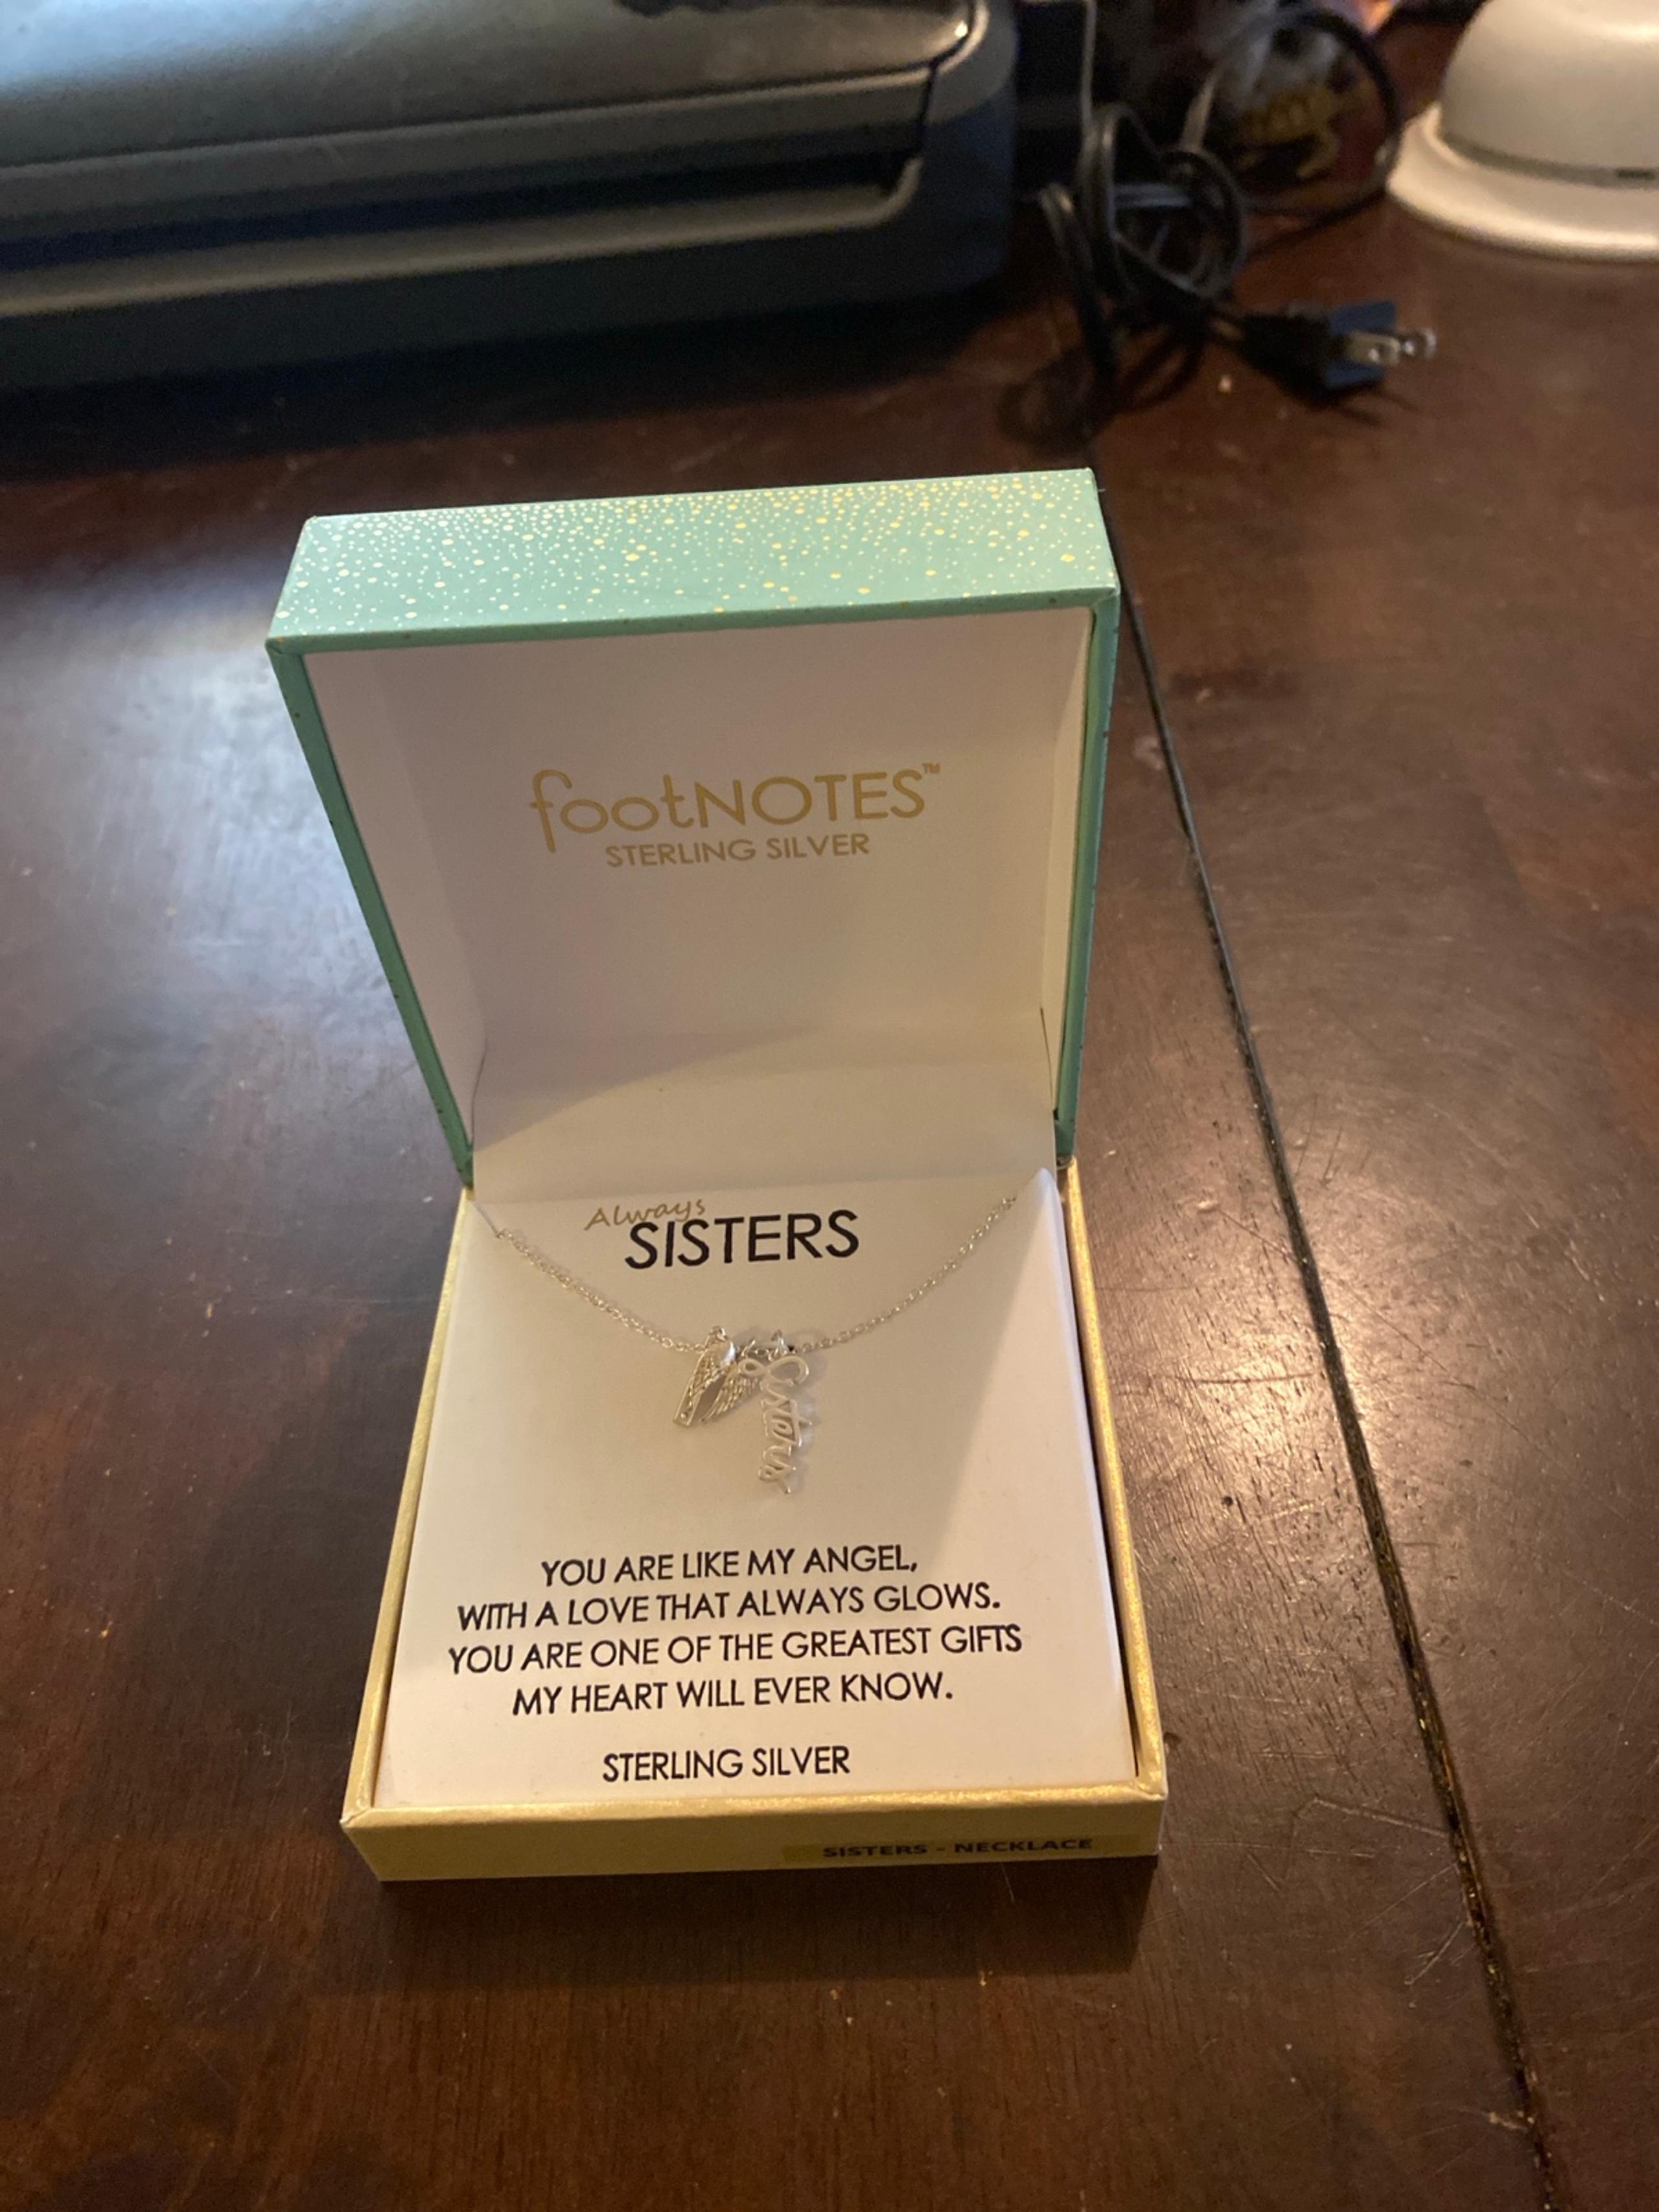 footNOTES™
STERLING SILVER
Always
SISTERS
Sisters
YOU ARE LIKE MY ANGEL,
WITH A LOVE THAT ALWAYS GLOWS.
YOU ARE ONE OF THE GREATEST GIFTS
MY HEART WILL EVER KNOW.
STERLING SILVER
SISTERS - NECKLACE